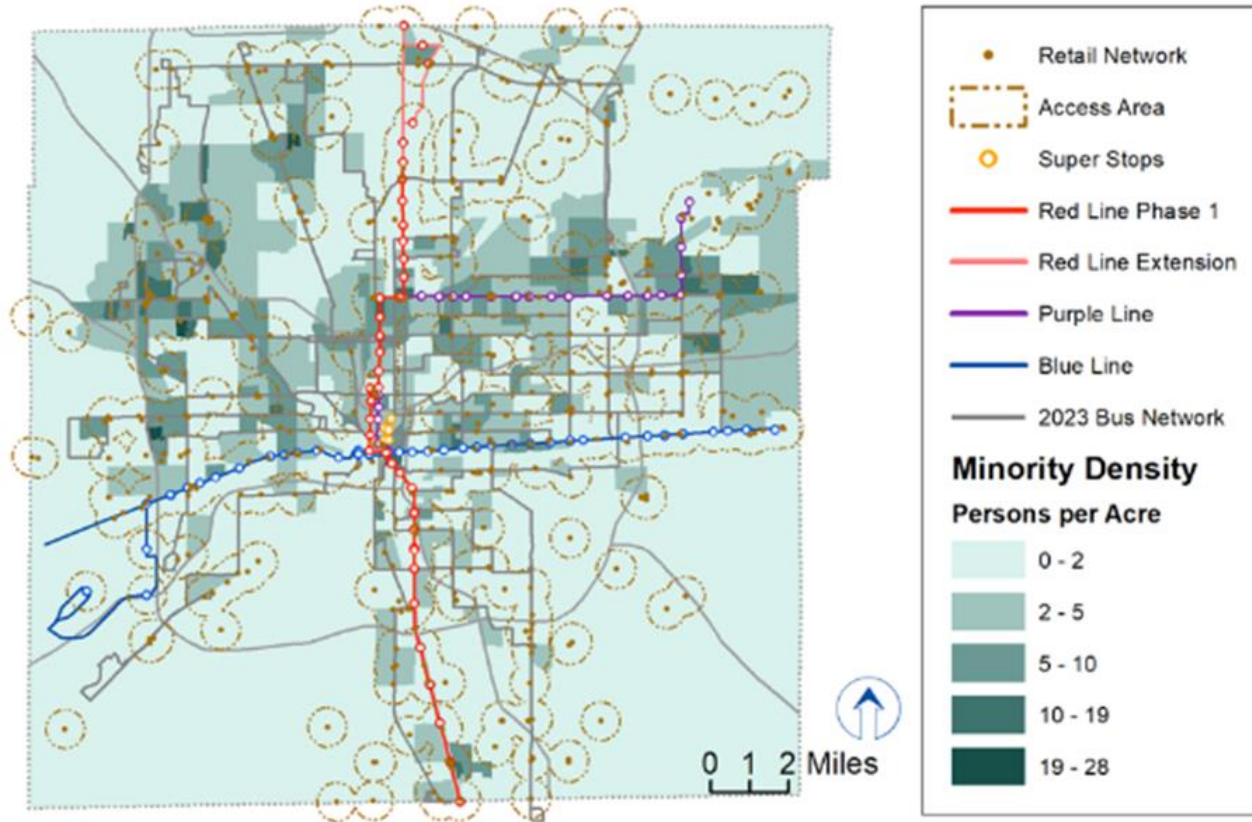 Retail Network
Access Area
Super Stops
Red Line Phase 1
Red Line Extension
Purple Line
Blue Line
2023 Bus Network
Minority Density
Persons per Acre
0 - 2
2 - 5
5 - 10
10 - 19
19 - 28
0 1 2 Miles